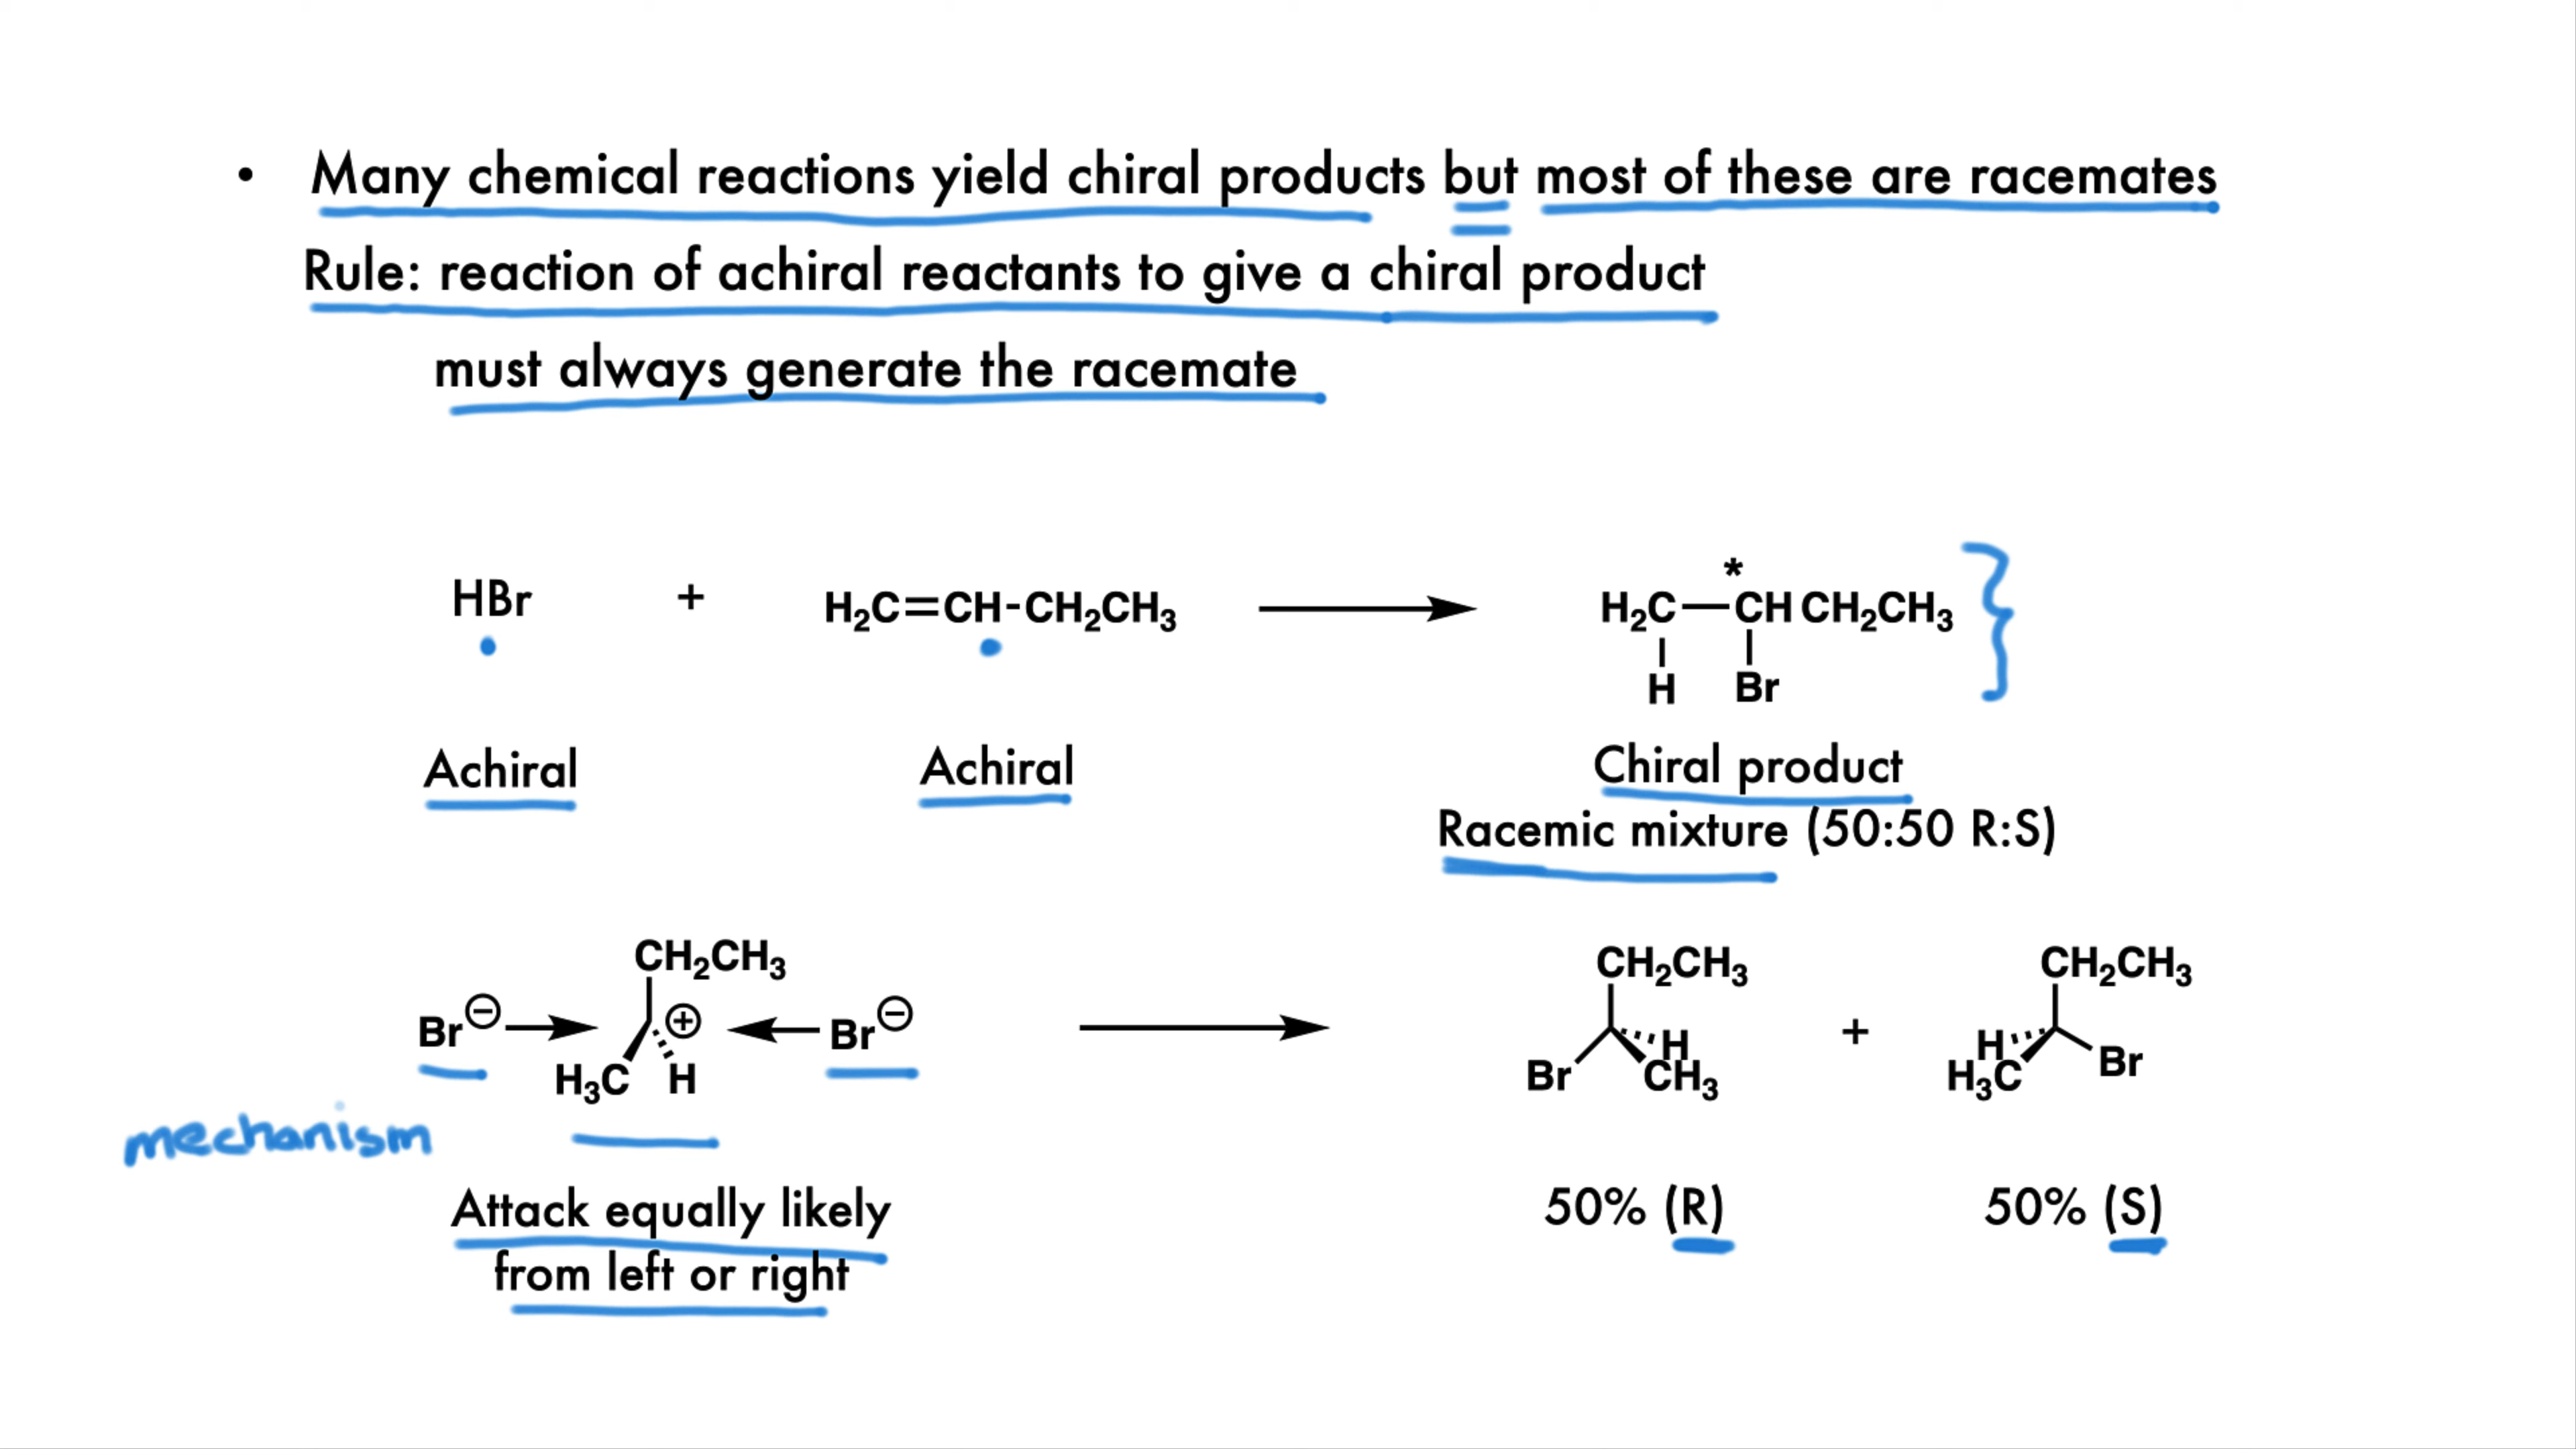 • Many chemical reactions yield chiral products but most of these are racemates
Rule: reaction of achiral reactants to give a chiral product
must always generate the racemate
HBr + H₂C=CH-CH₂CH₃ → H₂C—CH CH₂CH₃
*
H Br
Achiral Achiral Chiral product
Racemic mixture (50:50 R:S)
CH₂CH₃ CH₂CH₃ CH₂CH₃
Br⊖ → ⊕ ← Br⊖ → +
H₃C H Br H CH₃ H H₃C Br
mechanism
Attack equally likely
from left or right
50% (R) 50% (S)